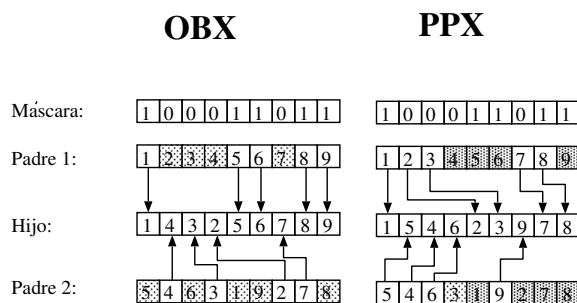 OBX PPX
Máscara: 1 0 0 0 1 1 0 1 1 1 0 0 0 1 1 0 1 1
Padre 1: 1 2 3 4 5 6 7 8 9 1 2 3 4 5 6 7 8 9
Hijo: 1 4 3 2 5 6 7 8 9 1 5 4 6 2 3 9 7 8
Padre 2: 5 4 6 3 1 9 2 7 8 5 4 6 3 1 9 2 7 8